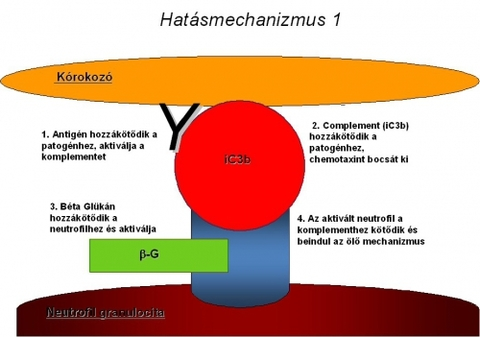 Hatásmechanizmus 1
Kórokozó
1. Antigén hozzákötődik a
patogénhez, aktiválja a
komplementet
2. Complement (iC3b)
hozzákötődik a
patogénhez,
chemotaxint bocsát ki
iC3b
3. Béta Glükán
hozzákötődik a
neutrofilhez és aktiválja
4. Az aktivált neutrofil a
komplementhez kötődik és
beindul az ölő mechanizmus
β-G
Neutrofil granulocita